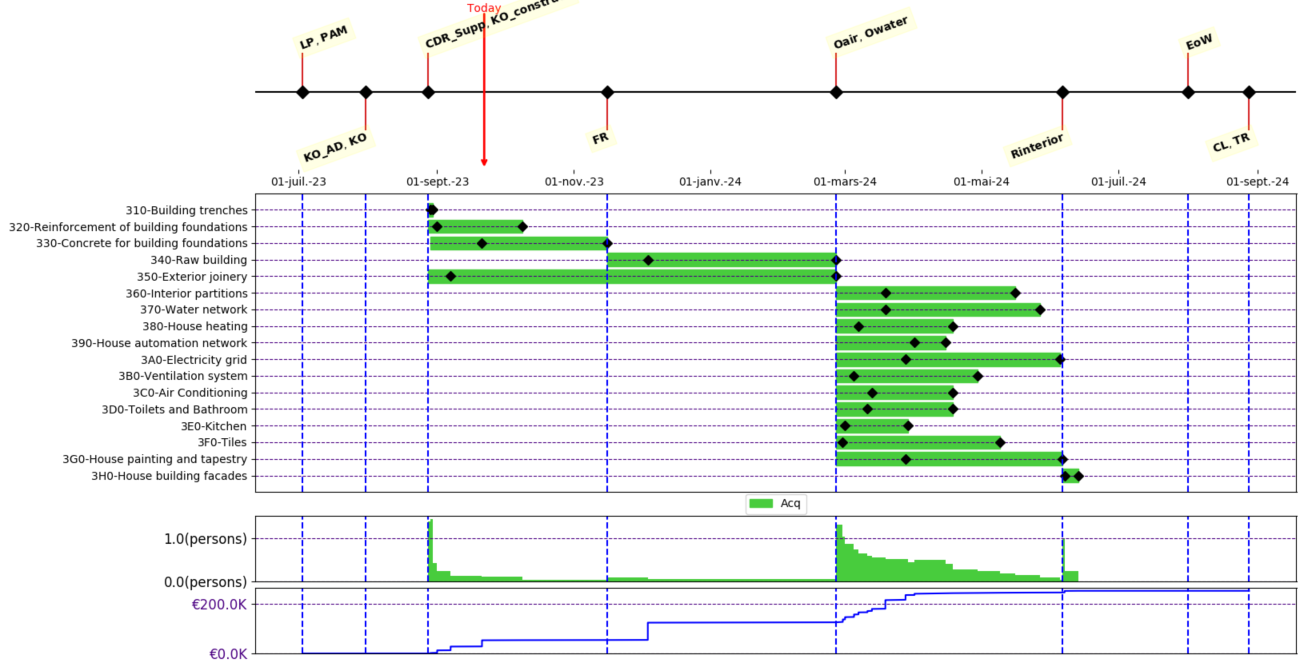 Today
LP, PAM
CDR_Supp, KO_constru
Oair, Owater
EoW
KO_AD, KO
FR
Rinterior
CL, TR
01-juil.-23
01-sept.-23
01-nov.-23
01-janv.-24
01-mars-24
01-mai-24
01-juil.-24
01-sept.-24
310-Building trenches
320-Reinforcement of building foundations
330-Concrete for building foundations
340-Raw building
350-Exterior joinery
360-Interior partitions
370-Water network
380-House heating
390-House automation network
3A0-Electricity grid
3B0-Ventilation system
3C0-Air Conditioning
3D0-Toilets and Bathroom
3E0-Kitchen
3F0-Tiles
3G0-House painting and tapestry
3H0-House building facades
Acq
1.0(persons)
0.0(persons)
€200.0K
€0.0K